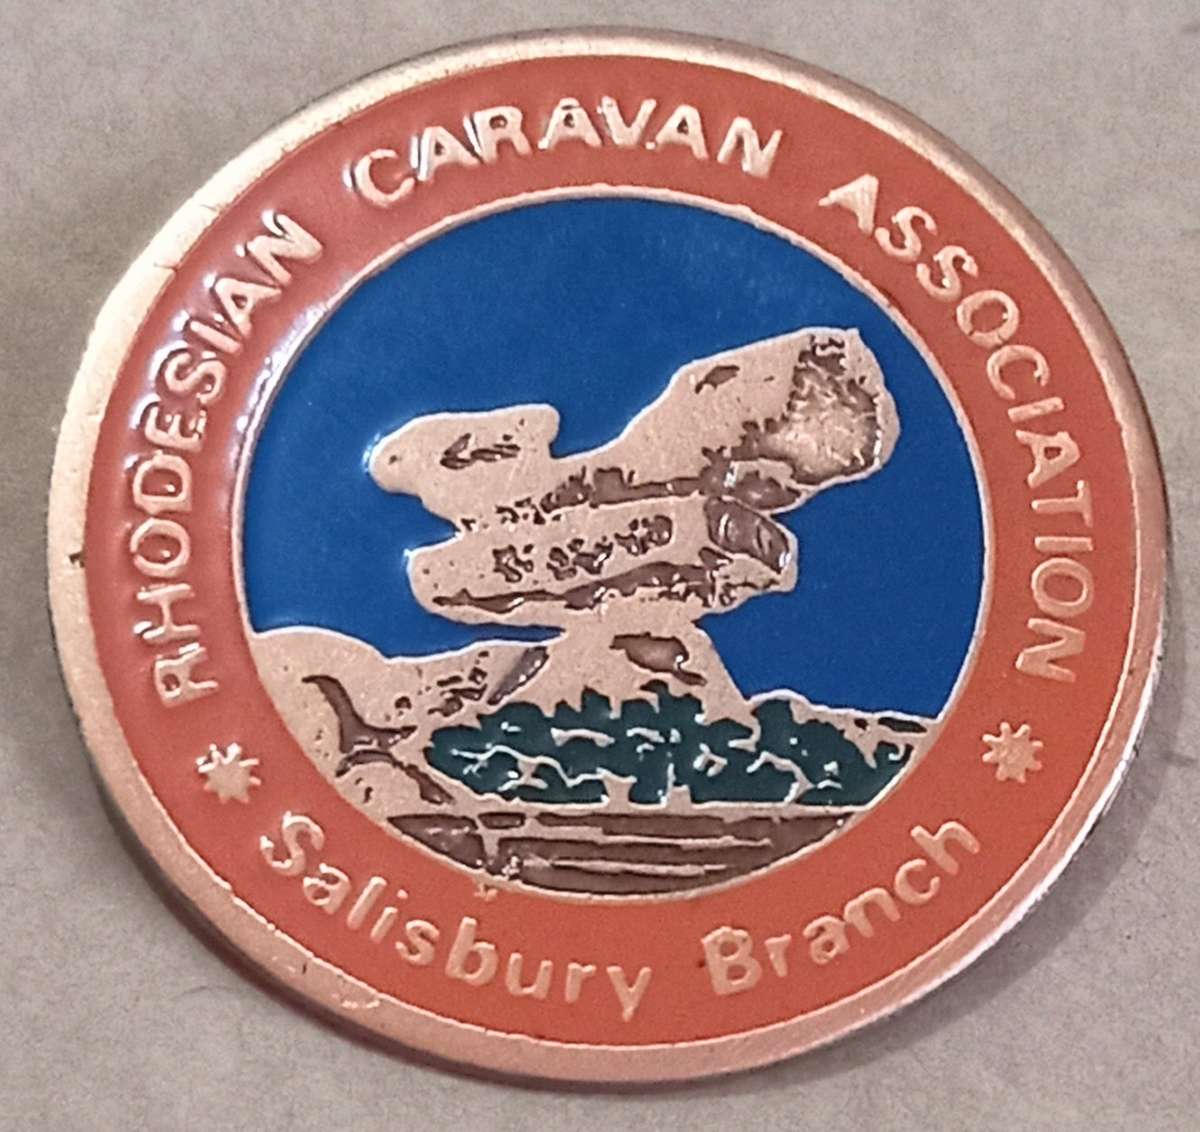 RHODESIAN CARAVAN ASSOCIATION
Salisbury Branch